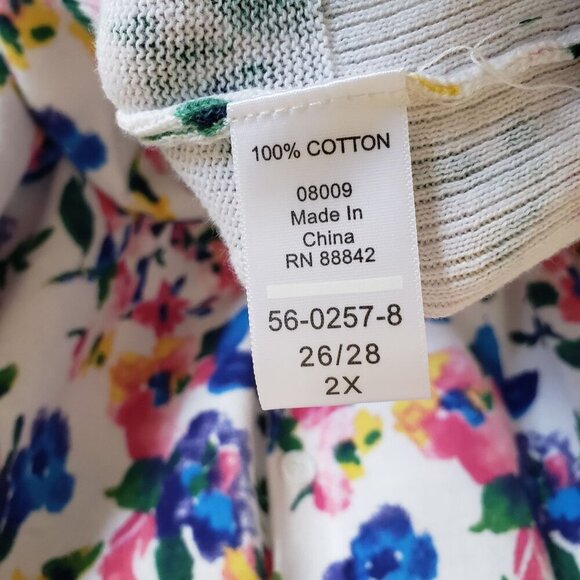 100% COTTON
08009
Made In
China
RN 88842
56-0257-8
26/28
2X